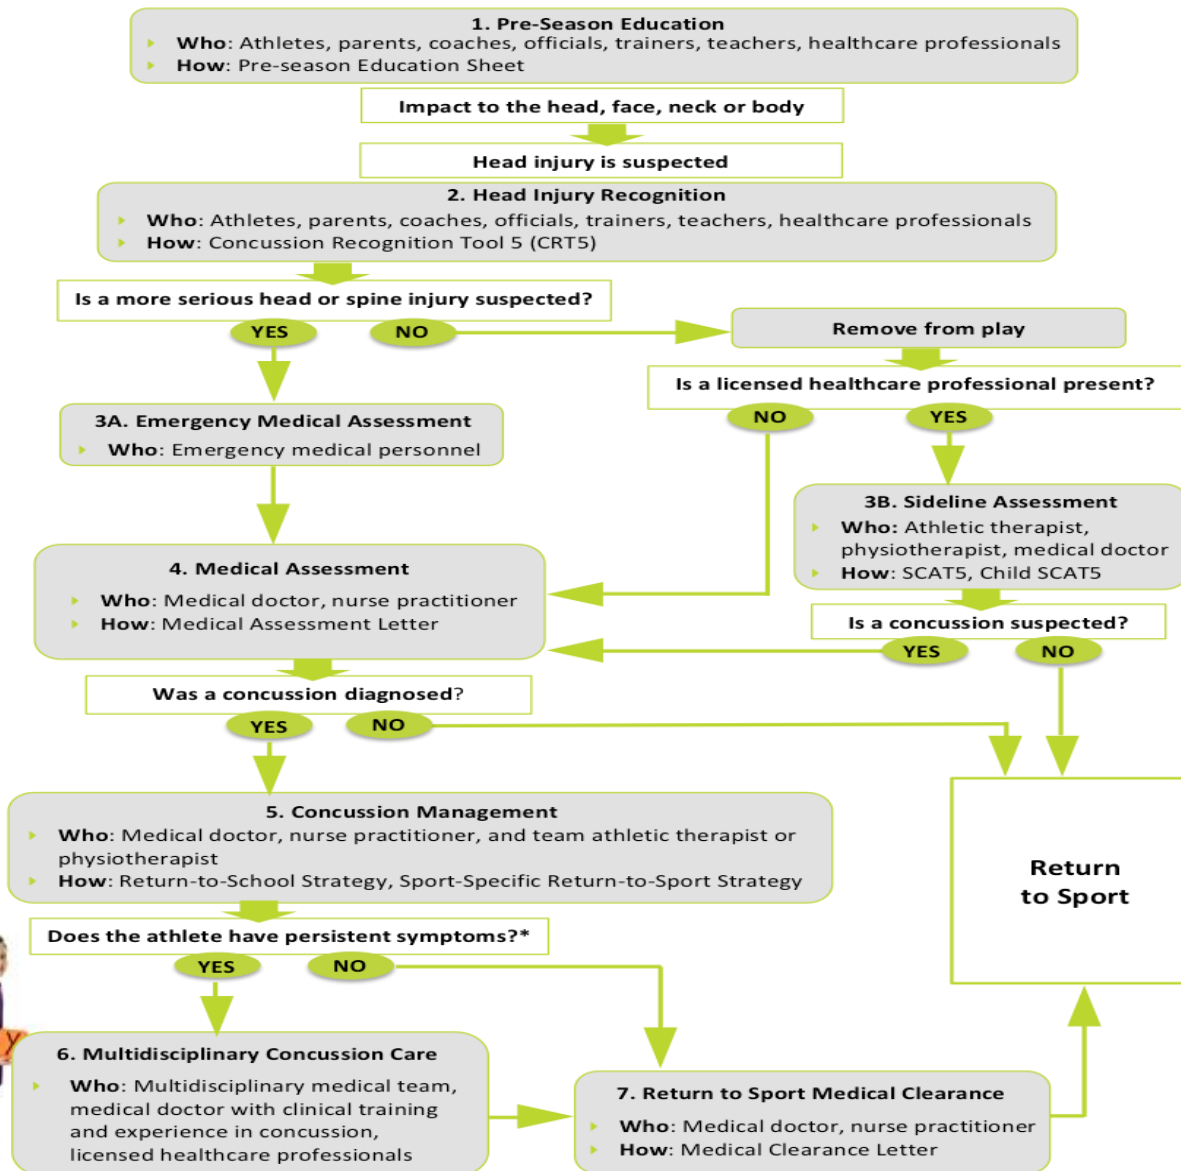 1. Pre-Season Education
Who: Athletes, parents, coaches, officials, trainers, teachers, healthcare professionals
How: Pre-season Education Sheet
Impact to the head, face, neck or body
Head injury is suspected
2. Head Injury Recognition
Who: Athletes, parents, coaches, officials, trainers, teachers, healthcare professionals
How: Concussion Recognition Tool 5 (CRT5)
Is a more serious head or spine injury suspected?
YES
NO
Remove from play
Is a licensed healthcare professional present?
NO
YES
3A. Emergency Medical Assessment
Who: Emergency medical personnel
3B. Sideline Assessment
Who: Athletic therapist,
physiotherapist, medical doctor
How: SCAT5, Child SCAT5
Is a concussion suspected?
YES
NO
4. Medical Assessment
Who: Medical doctor, nurse practitioner
How: Medical Assessment Letter
Was a concussion diagnosed?
YES
NO
5. Concussion Management
Who: Medical doctor, nurse practitioner, and team athletic therapist or
physiotherapist
How: Return-to-School Strategy, Sport-Specific Return-to-Sport Strategy
Does the athlete have persistent symptoms?*
YES
NO
Return
to Sport
y
6. Multidisciplinary Concussion Care
Who: Multidisciplinary medical team,
medical doctor with clinical training
and experience in concussion,
licensed healthcare professionals
7. Return to Sport Medical Clearance
Who: Medical doctor, nurse practitioner
How: Medical Clearance Letter